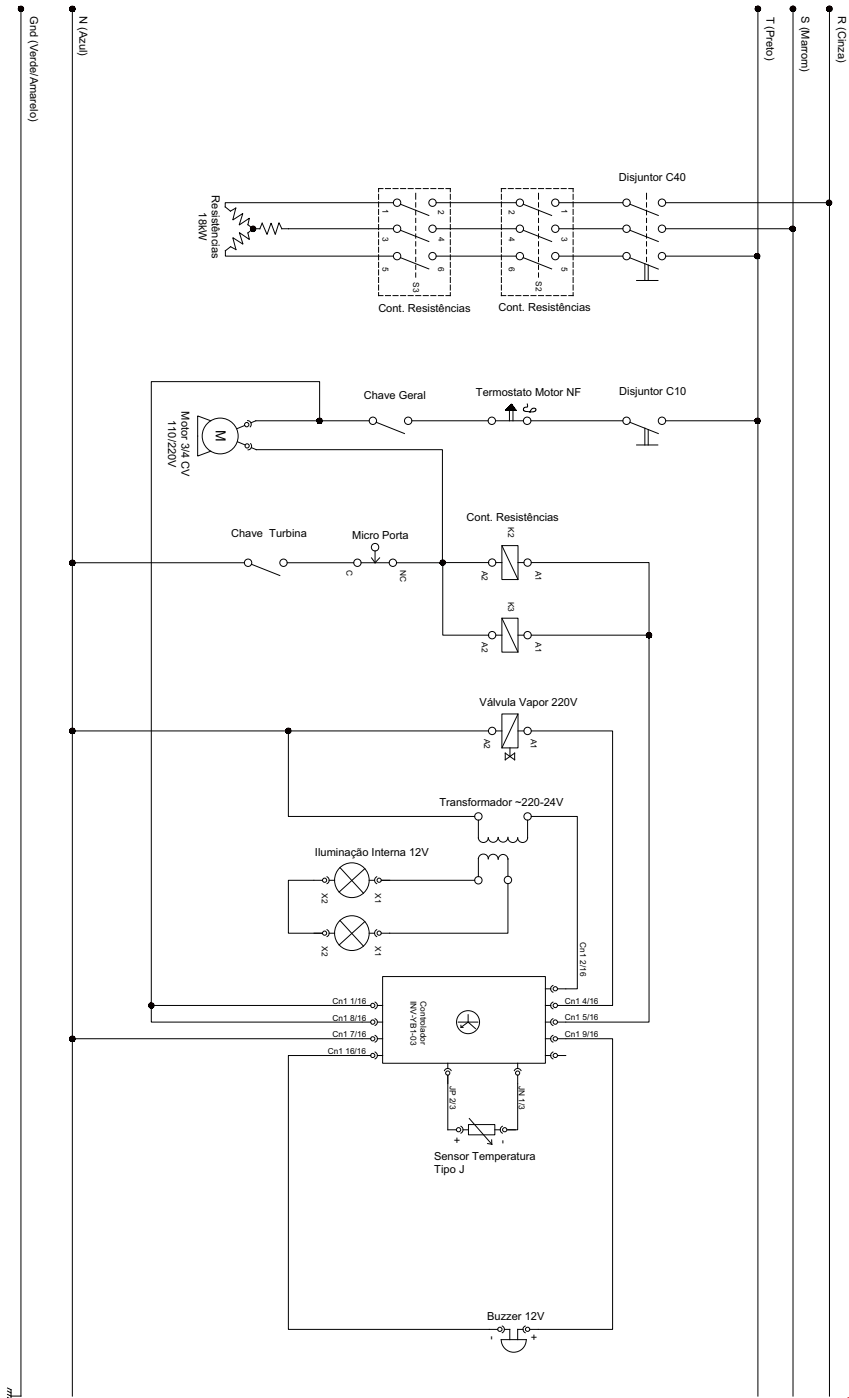 R (Cinza)
S (Marrom)
T (Preto)
N (Azul)
Gnd (Verde/Amarelo)
Disjuntor C40
1
2
2
1
3
4
4
3
5
6
6
5
S3
S2
Resistências
18kW
Cont. Resistências
Cont. Resistências
Chave Geral
Termostato Motor NF
Disjuntor C10
M
Motor 3/4 CV
110/220V
Cont. Resistências
K2
Chave Turbina
Micro Porta
C
NC
A2
A1
K3
A2
A1
Válvula Vapor 220V
A2
A1
Transformador ~220-24V
Iluminação Interna 12V
X2
X1
X2
X1
Cn1 2/16
Cn1 1/16
Cn1 8/16
Cn1 7/16
Cn1 16/16
Controlador
INV-YB1-03
Cn1 4/16
Cn1 5/16
Cn1 9/16
JP 2/3
JN 1/3
+
-
Sensor Temperatura
Tipo J
Buzzer 12V
-
+